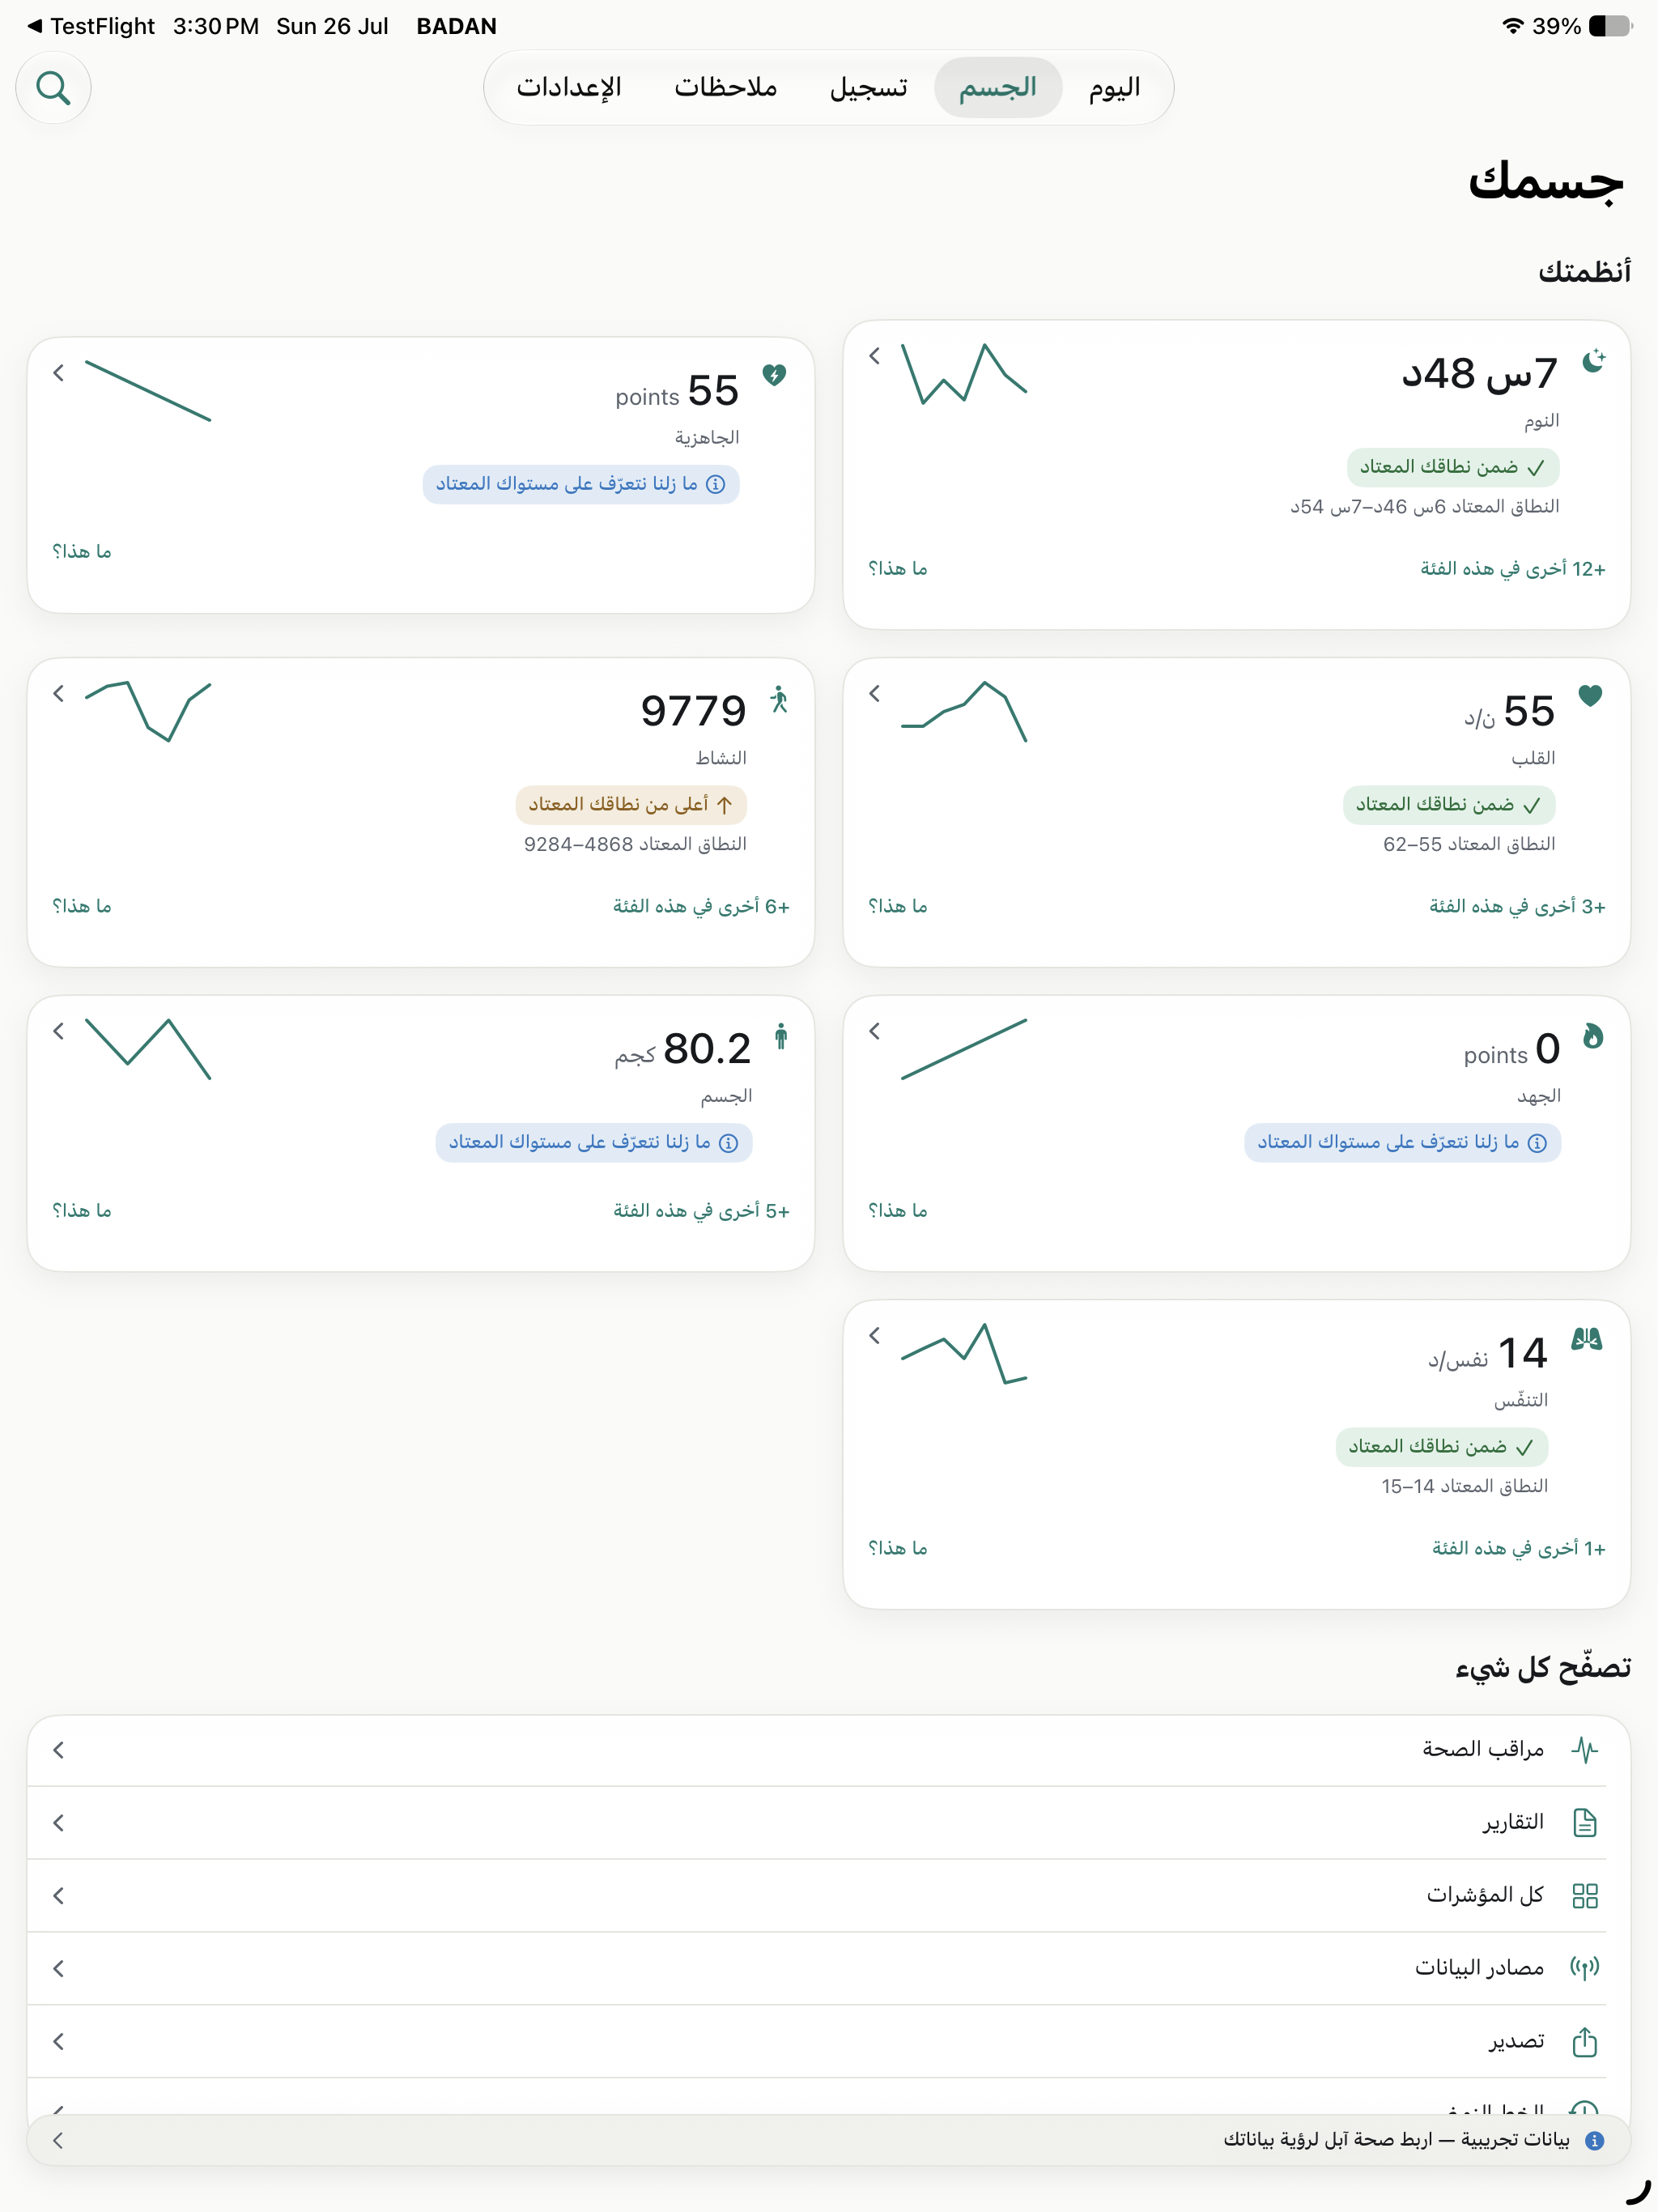 TestFlight 3:30 PM Sun 26 Jul BADAN 39%
اليوم الجسم تسجيل ملاحظات الإعدادات
جسمك
أنظمتك
7س 48د
النوم
ضمن نطاقك المعتاد
النطاق المعتاد 6س 46د–7س 54د
+12 أخرى في هذه الفئة
ما هذا؟
55 points
الجاهزية
ما زلنا نتعرّف على مستواك المعتاد
ما هذا؟
55 ن/د
القلب
ضمن نطاقك المعتاد
النطاق المعتاد 55–62
+3 أخرى في هذه الفئة
ما هذا؟
9779
النشاط
أعلى من نطاقك المعتاد
النطاق المعتاد 4868–9284
+6 أخرى في هذه الفئة
ما هذا؟
0 points
الجهد
ما زلنا نتعرّف على مستواك المعتاد
ما هذا؟
80.2 كجم
الجسم
ما زلنا نتعرّف على مستواك المعتاد
+5 أخرى في هذه الفئة
ما هذا؟
14 نفس/د
التنفّس
ضمن نطاقك المعتاد
النطاق المعتاد 14–15
+1 أخرى في هذه الفئة
ما هذا؟
تصفّح كل شيء
مراقب الصحة
التقارير
كل المؤشرات
مصادر البيانات
تصدير
بيانات تجريبية — اربط صحة آبل لرؤية بياناتك